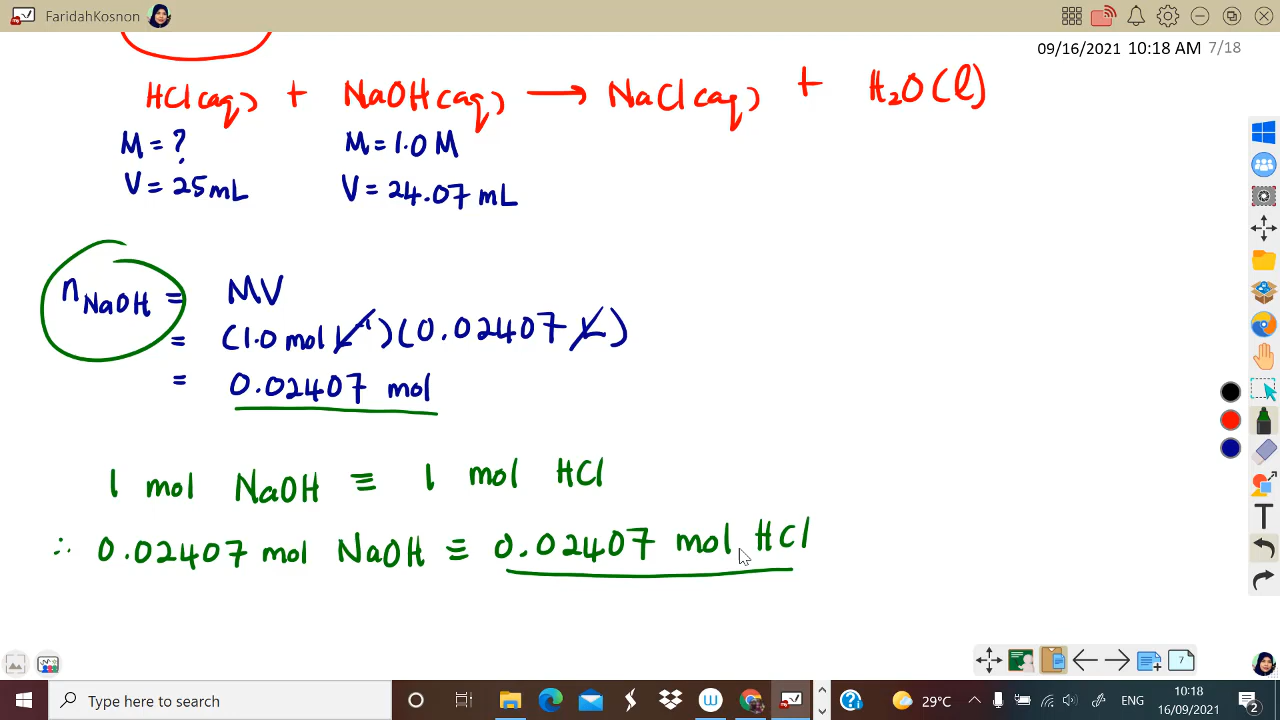 FaridahKosnon
09/16/2021 10:18 AM 7/18
HCl(aq) + NaOH(aq) ⟶ NaCl(aq) + H₂O(l)
M = ? M = 1.0 M
V = 25 mL V = 24.07 mL
n NaOH = MV
= (1.0 mol L⁻¹)(0.02407 L)
= 0.02407 mol
1 mol NaOH ≡ 1 mol HCl
∴ 0.02407 mol NaOH ≡ 0.02407 mol HCl
T
7
Type here to search
29°C
ENG
10:18
16/09/2021
2